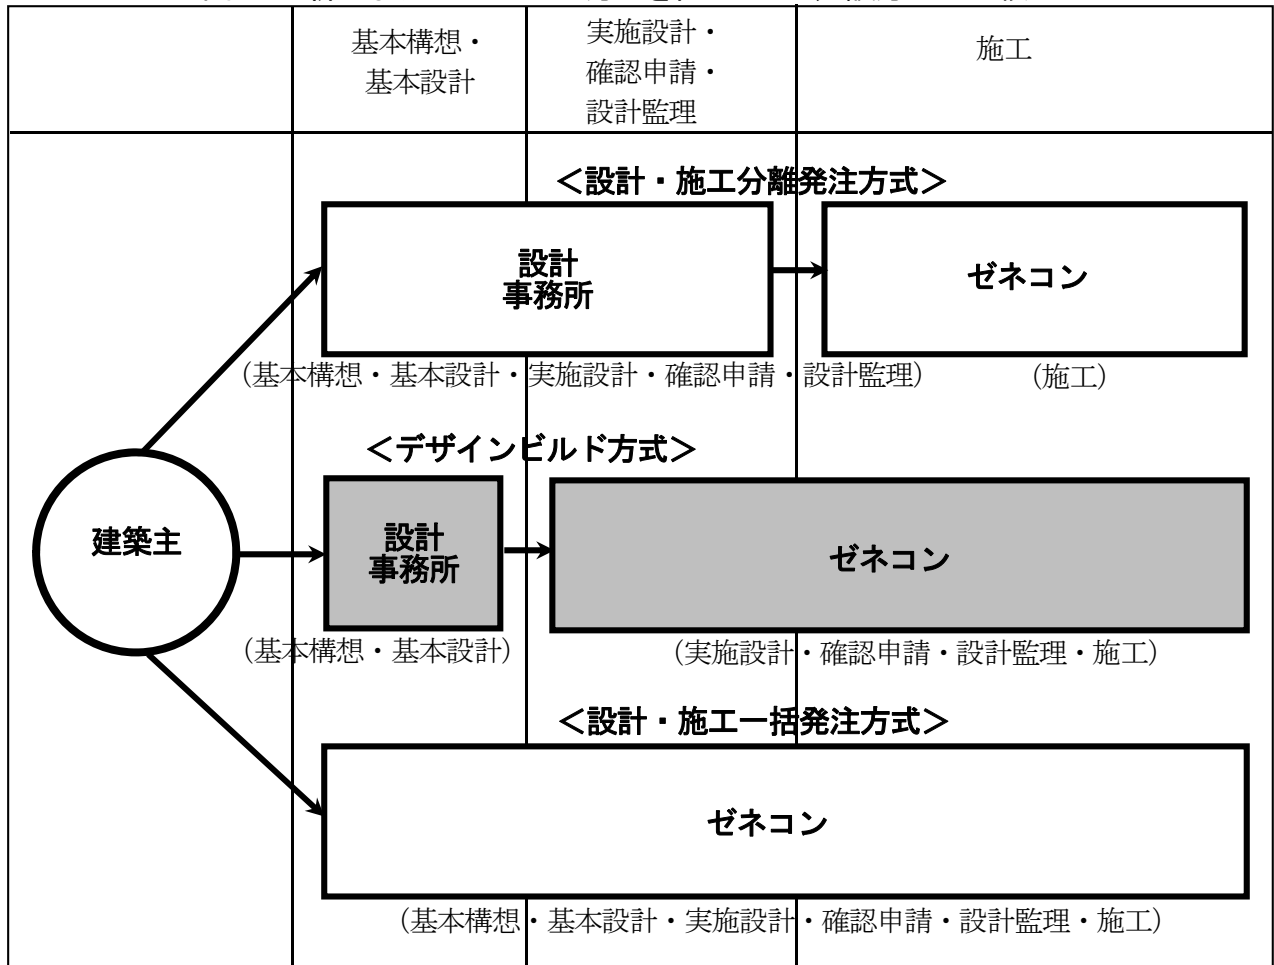 基本構想・
基本設計
実施設計・
確認申請・
設計監理
施工
＜設計・施工分離発注方式＞
設計
事務所
ゼネコン
（基本構想・基本設計・実施設計・確認申請・設計監理）
（施工）
＜デザインビルド方式＞
建築主
設計
事務所
ゼネコン
（基本構想・基本設計）
（実施設計・確認申請・設計監理・施工）
＜設計・施工一括発注方式＞
ゼネコン
（基本構想・基本設計・実施設計・確認申請・設計監理・施工）